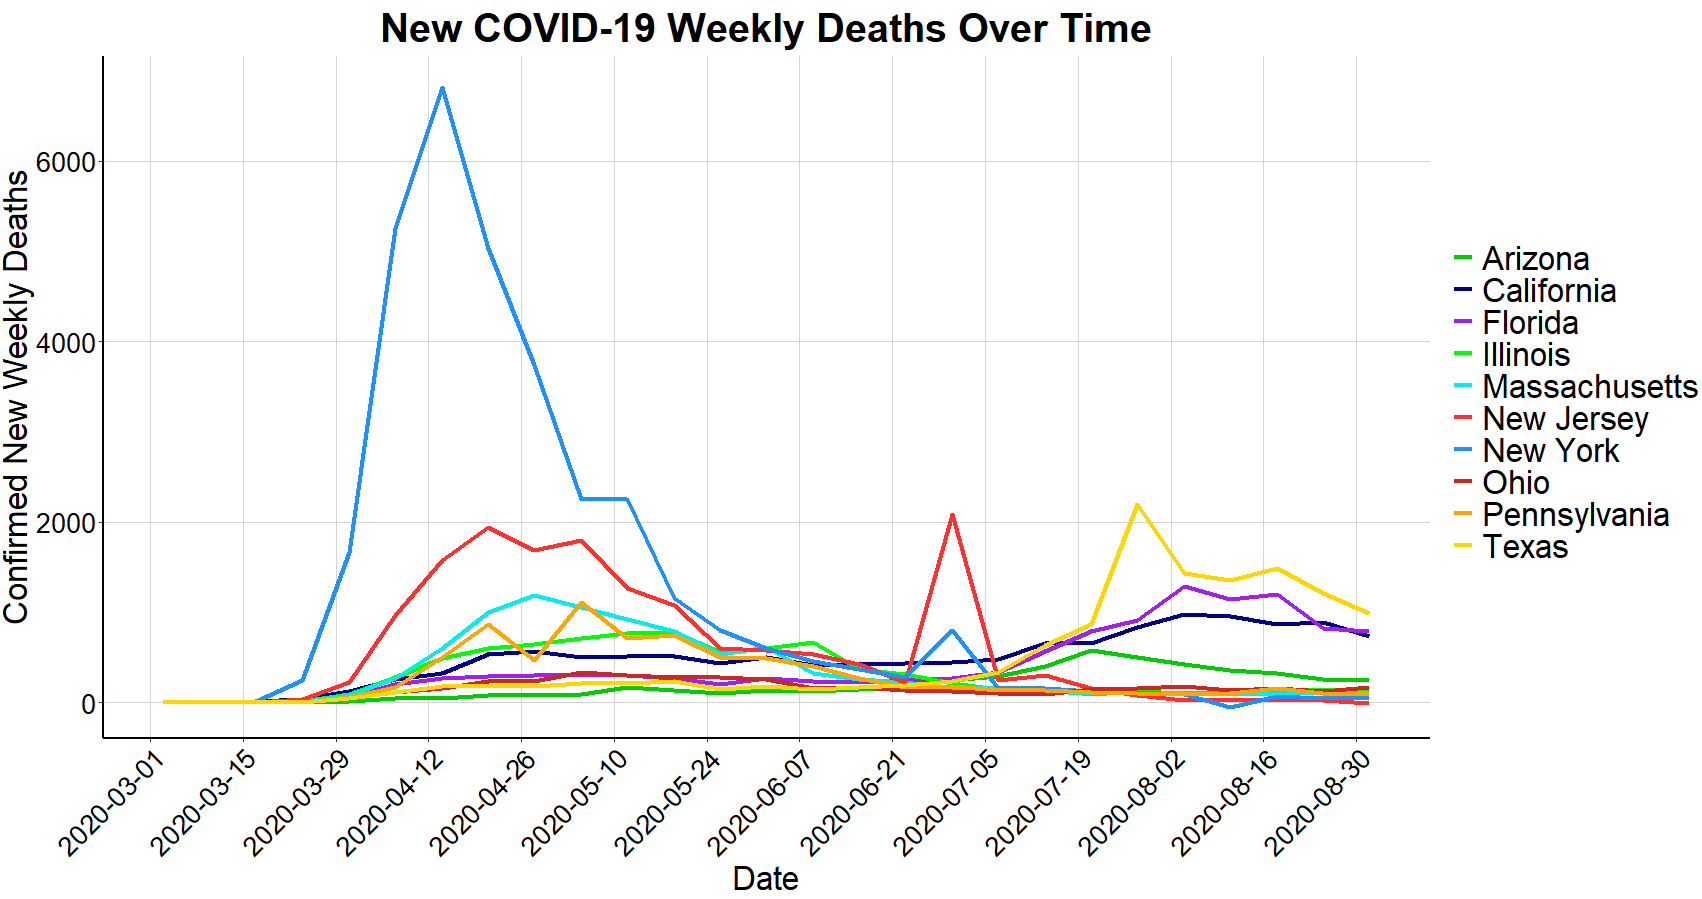 New COVID-19 Weekly Deaths Over Time
Confirmed New Weekly Deaths
6000
4000
2000
0
2020-03-01
2020-03-15
2020-03-29
2020-04-12
2020-04-26
2020-05-10
2020-05-24
2020-06-07
2020-06-21
2020-07-05
2020-07-19
2020-08-02
2020-08-16
2020-08-30
Date
Arizona
California
Florida
Illinois
Massachusetts
New Jersey
New York
Ohio
Pennsylvania
Texas